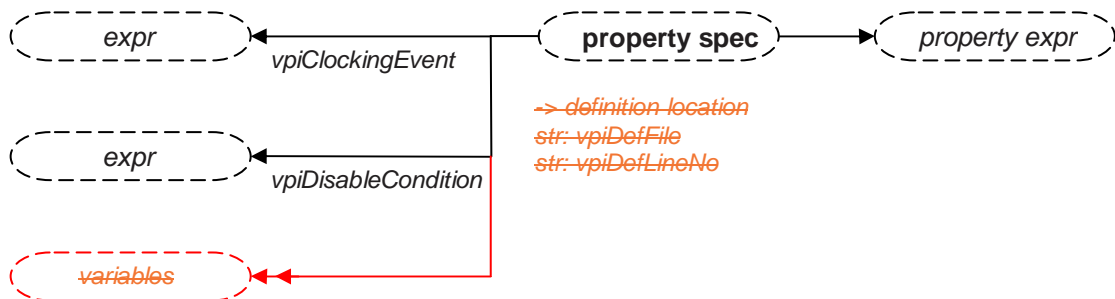 expr
property spec
property expr
vpiClockingEvent
-> definition location
str: vpiDefFile
str: vpiDefLineNo
expr
vpiDisableCondition
variables